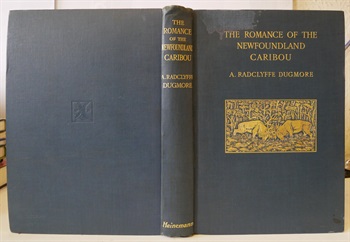 THE
ROMANCE
OF THE
NEWFOUNDLAND
CARIBOU
A. RADCLYFFE
DUGMORE
Heinemann
THE ROMANCE OF THE
NEWFOUNDLAND
CARIBOU
A. RADCLYFFE DUGMORE